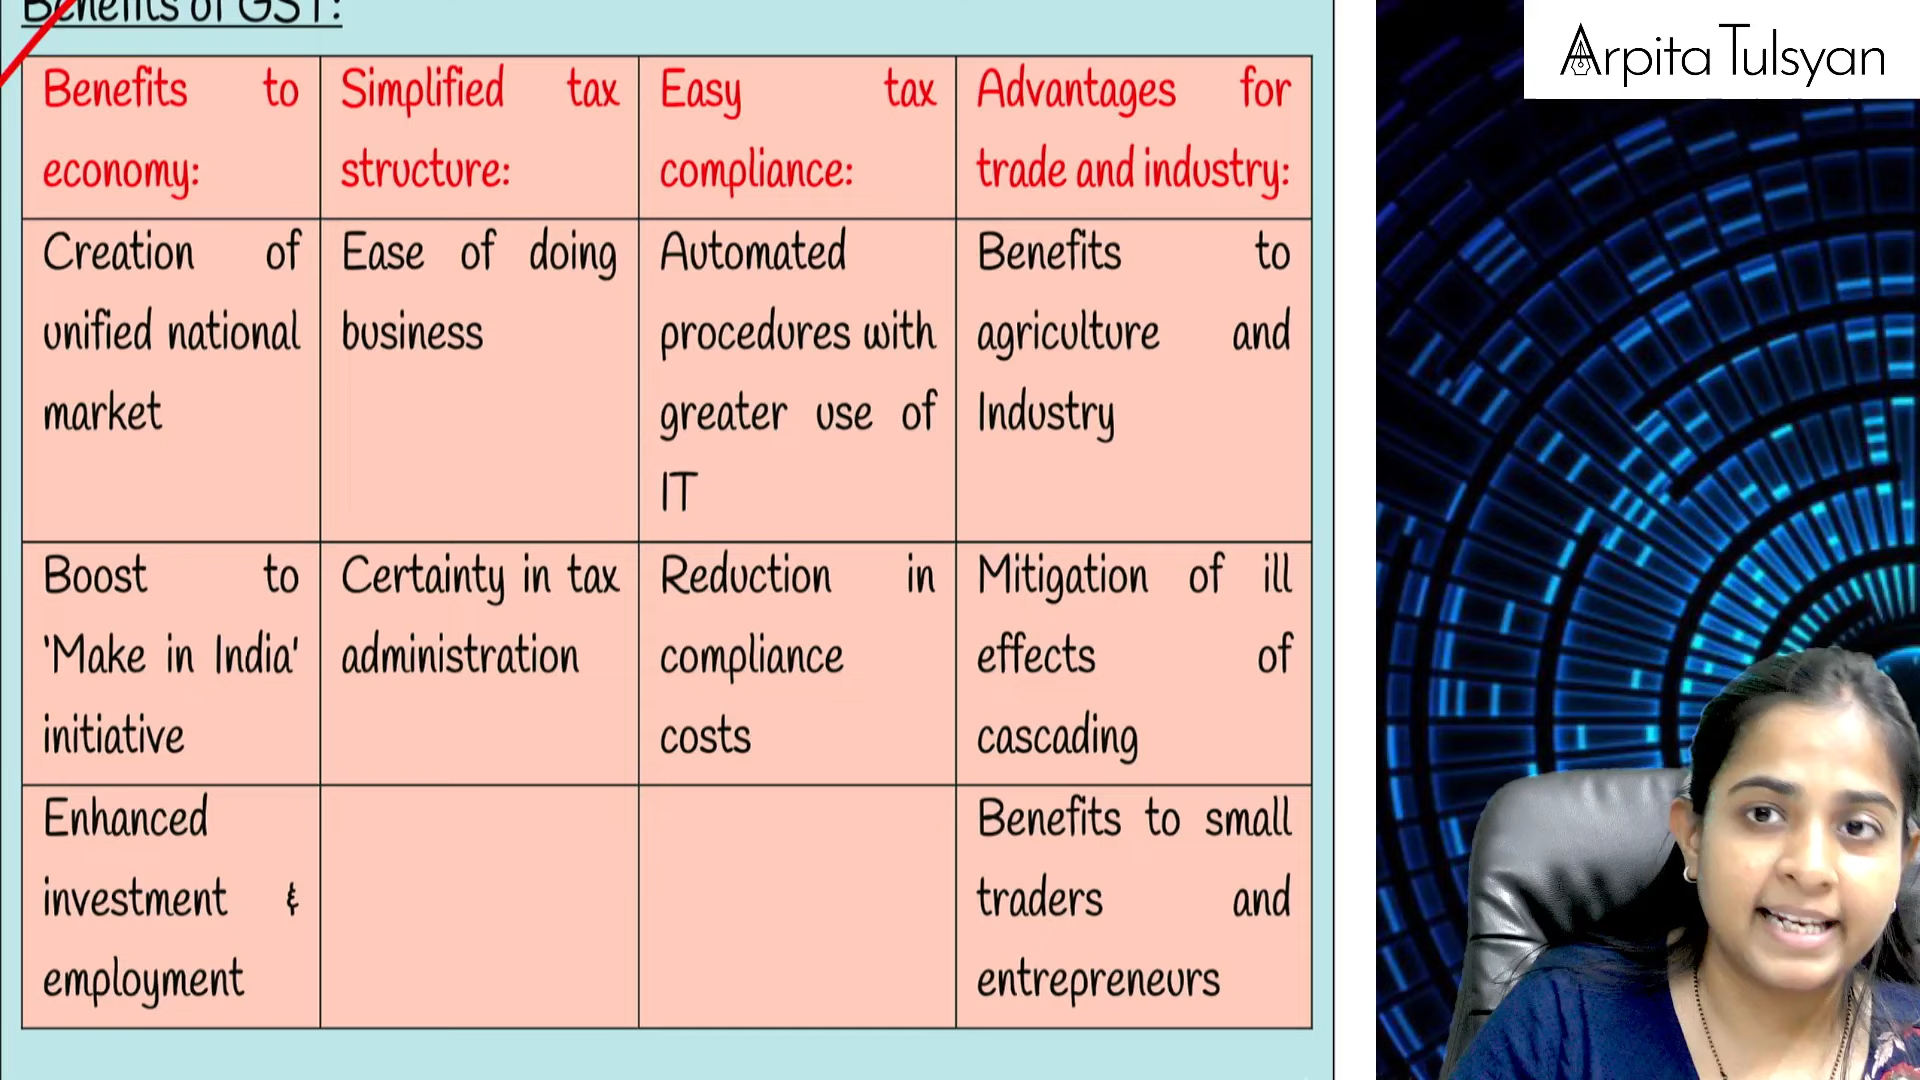 Benefits of GST:
Arpita Tulsyan
Benefits to economy:
Simplified tax structure:
Easy tax compliance:
Advantages for trade and industry:
Creation of unified national market
Ease of doing business
Automated procedures with greater use of IT
Benefits to agriculture and Industry
Boost to 'Make in India' initiative
Certainty in tax administration
Reduction in compliance costs
Mitigation of ill effects of cascading
Enhanced investment & employment
Benefits to small traders and entrepreneurs